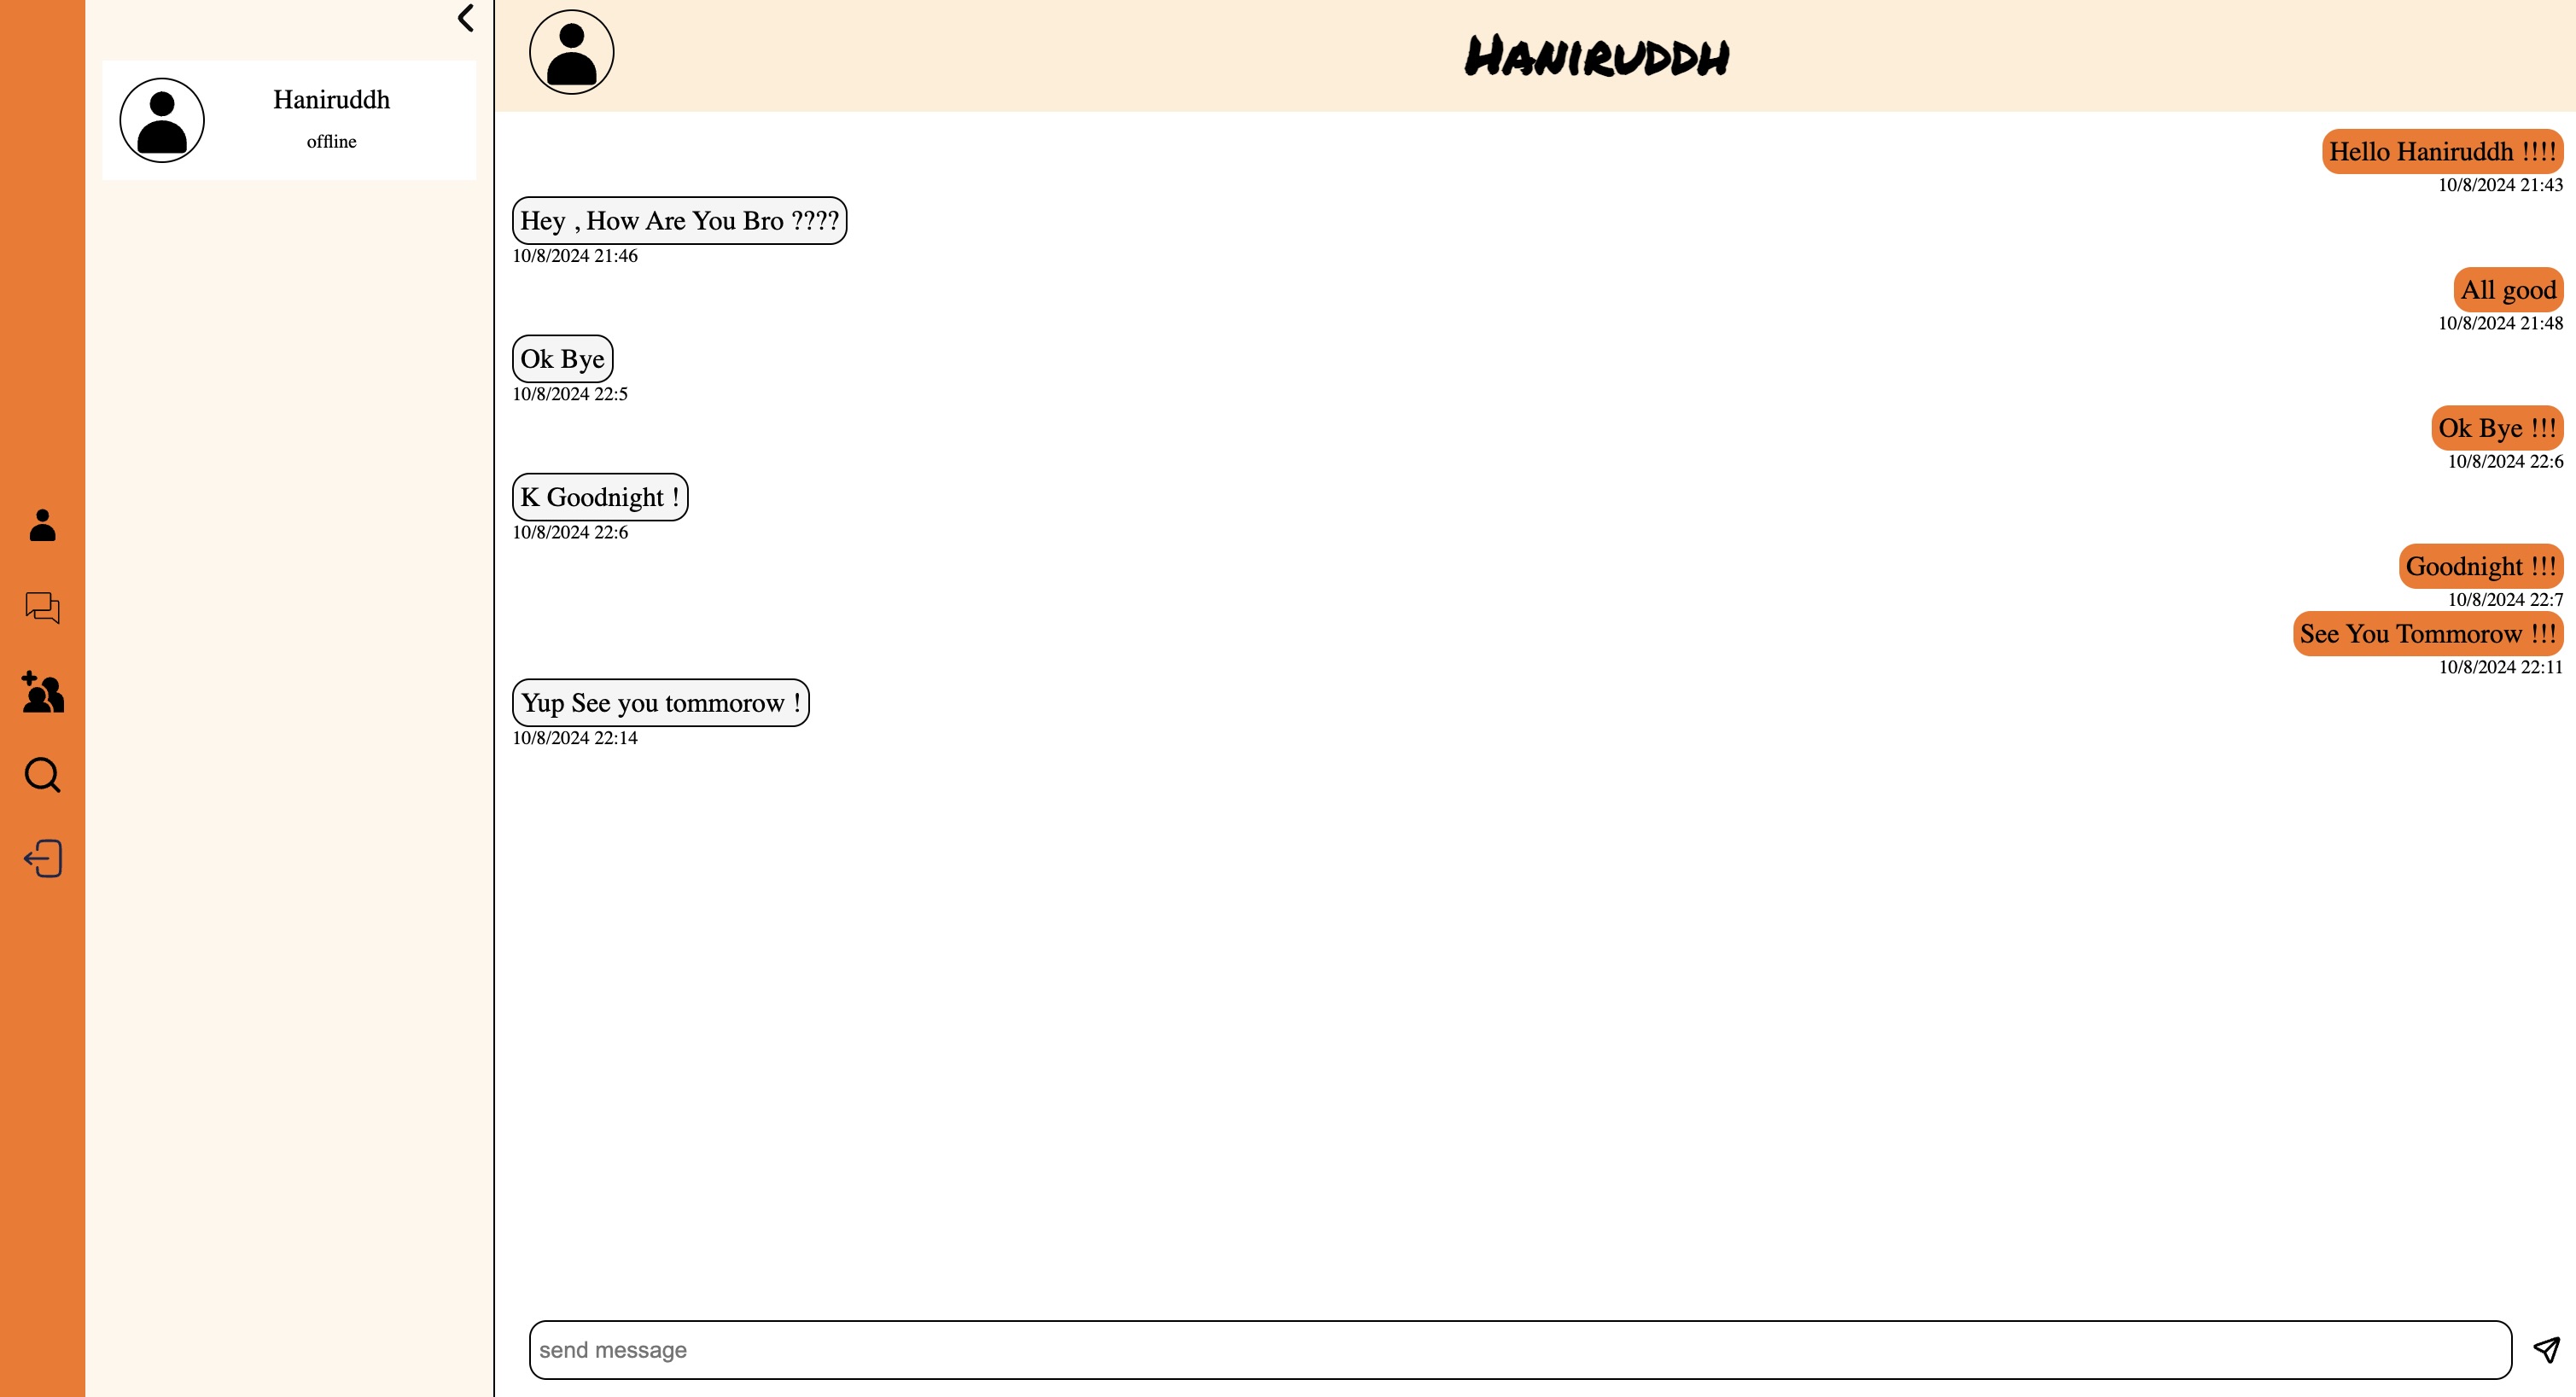 Haniruddh
offline
Haniruddh
Hello Haniruddh !!!!
10/8/2024 21:43
Hey , How Are You Bro ????
10/8/2024 21:46
All good
10/8/2024 21:48
Ok Bye
10/8/2024 22:5
Ok Bye !!!
10/8/2024 22:6
K Goodnight !
10/8/2024 22:6
Goodnight !!!
10/8/2024 22:7
See You Tommorow !!!
10/8/2024 22:11
Yup See you tommorow !
10/8/2024 22:14
send message